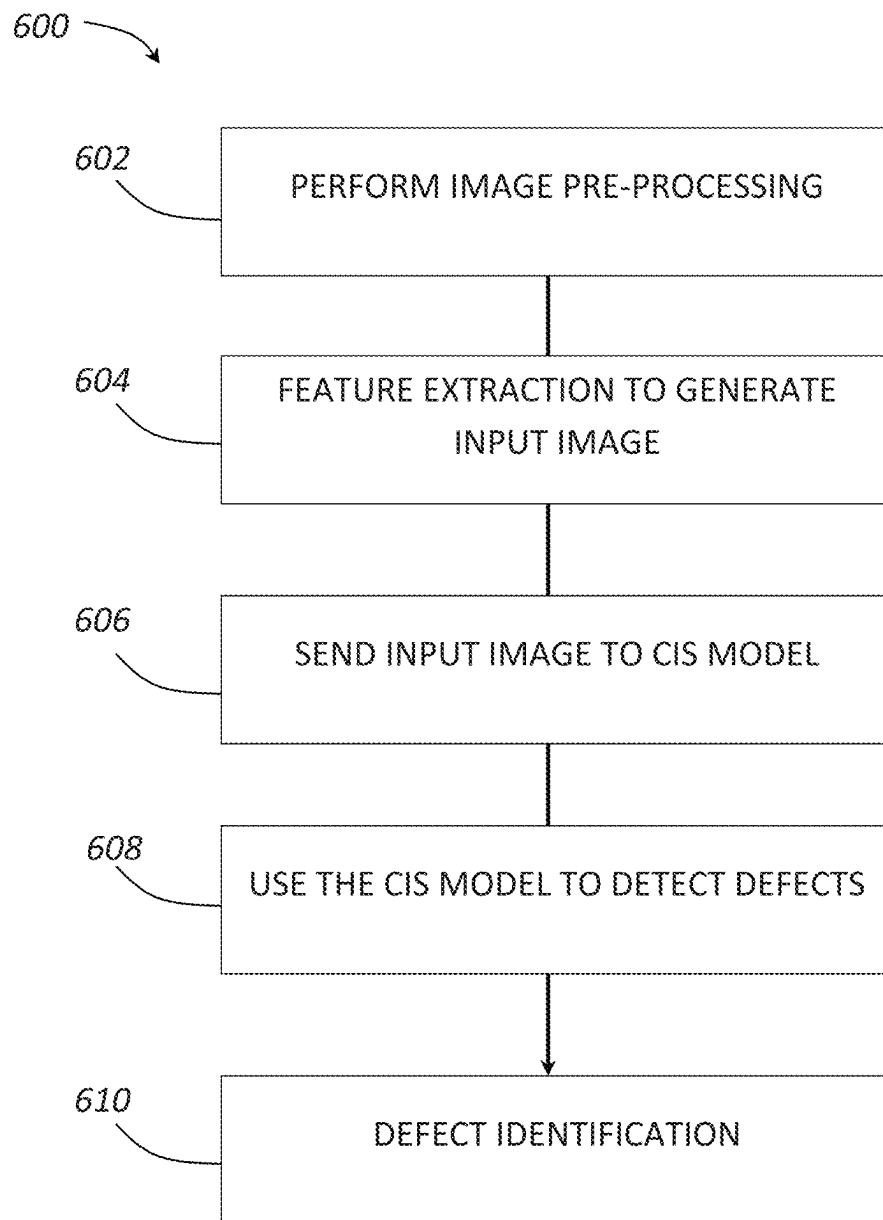 600
602
PERFORM IMAGE PRE-PROCESSING
604
FEATURE EXTRACTION TO GENERATE
INPUT IMAGE
606
SEND INPUT IMAGE TO CIS MODEL
608
USE THE CIS MODEL TO DETECT DEFECTS
610
DEFECT IDENTIFICATION